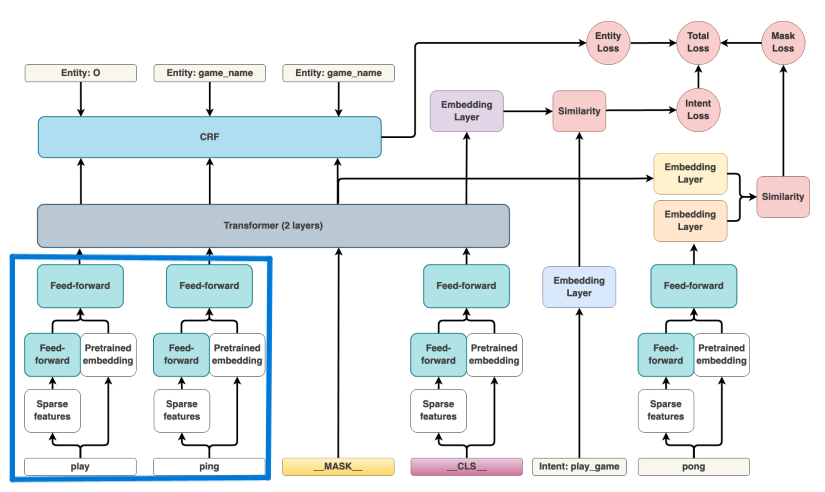 Entity
Loss
Total
Loss
Mask
Loss
Entity: O
Entity: game_name
Entity: game_name
Embedding
Layer
Similarity
Intent
Loss
CRF
Embedding
Layer
Similarity
Embedding
Layer
Transformer (2 layers)
Feed-forward
Feed-forward
Feed-forward
Embedding
Layer
Feed-forward
Feed-
forward
Pretrained
embedding
Feed-
forward
Pretrained
embedding
Feed-
forward
Pretrained
embedding
Feed-
forward
Pretrained
embedding
Sparse
features
Sparse
features
Sparse
features
Sparse
features
play
ping
__MASK__
__CLS__
Intent: play_game
pong